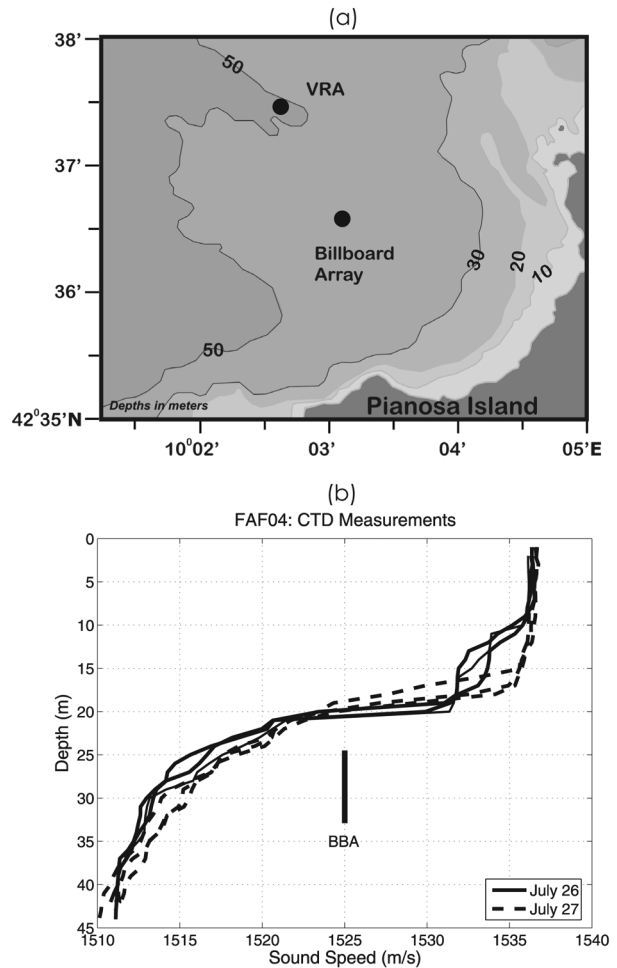 (a)
38'
50
VRA
37'
Billboard
Array
30
20
10
36'
50
Depths in meters
Pianosa Island
42⁰35'N
10⁰02'
03'
04'
05'E
(b)
FAF04: CTD Measurements
0
5
10
15
20
25
30
35
40
45
Depth (m)
BBA
July 26
July 27
1510
1515
1520
1525
1530
1535
1540
Sound Speed (m/s)